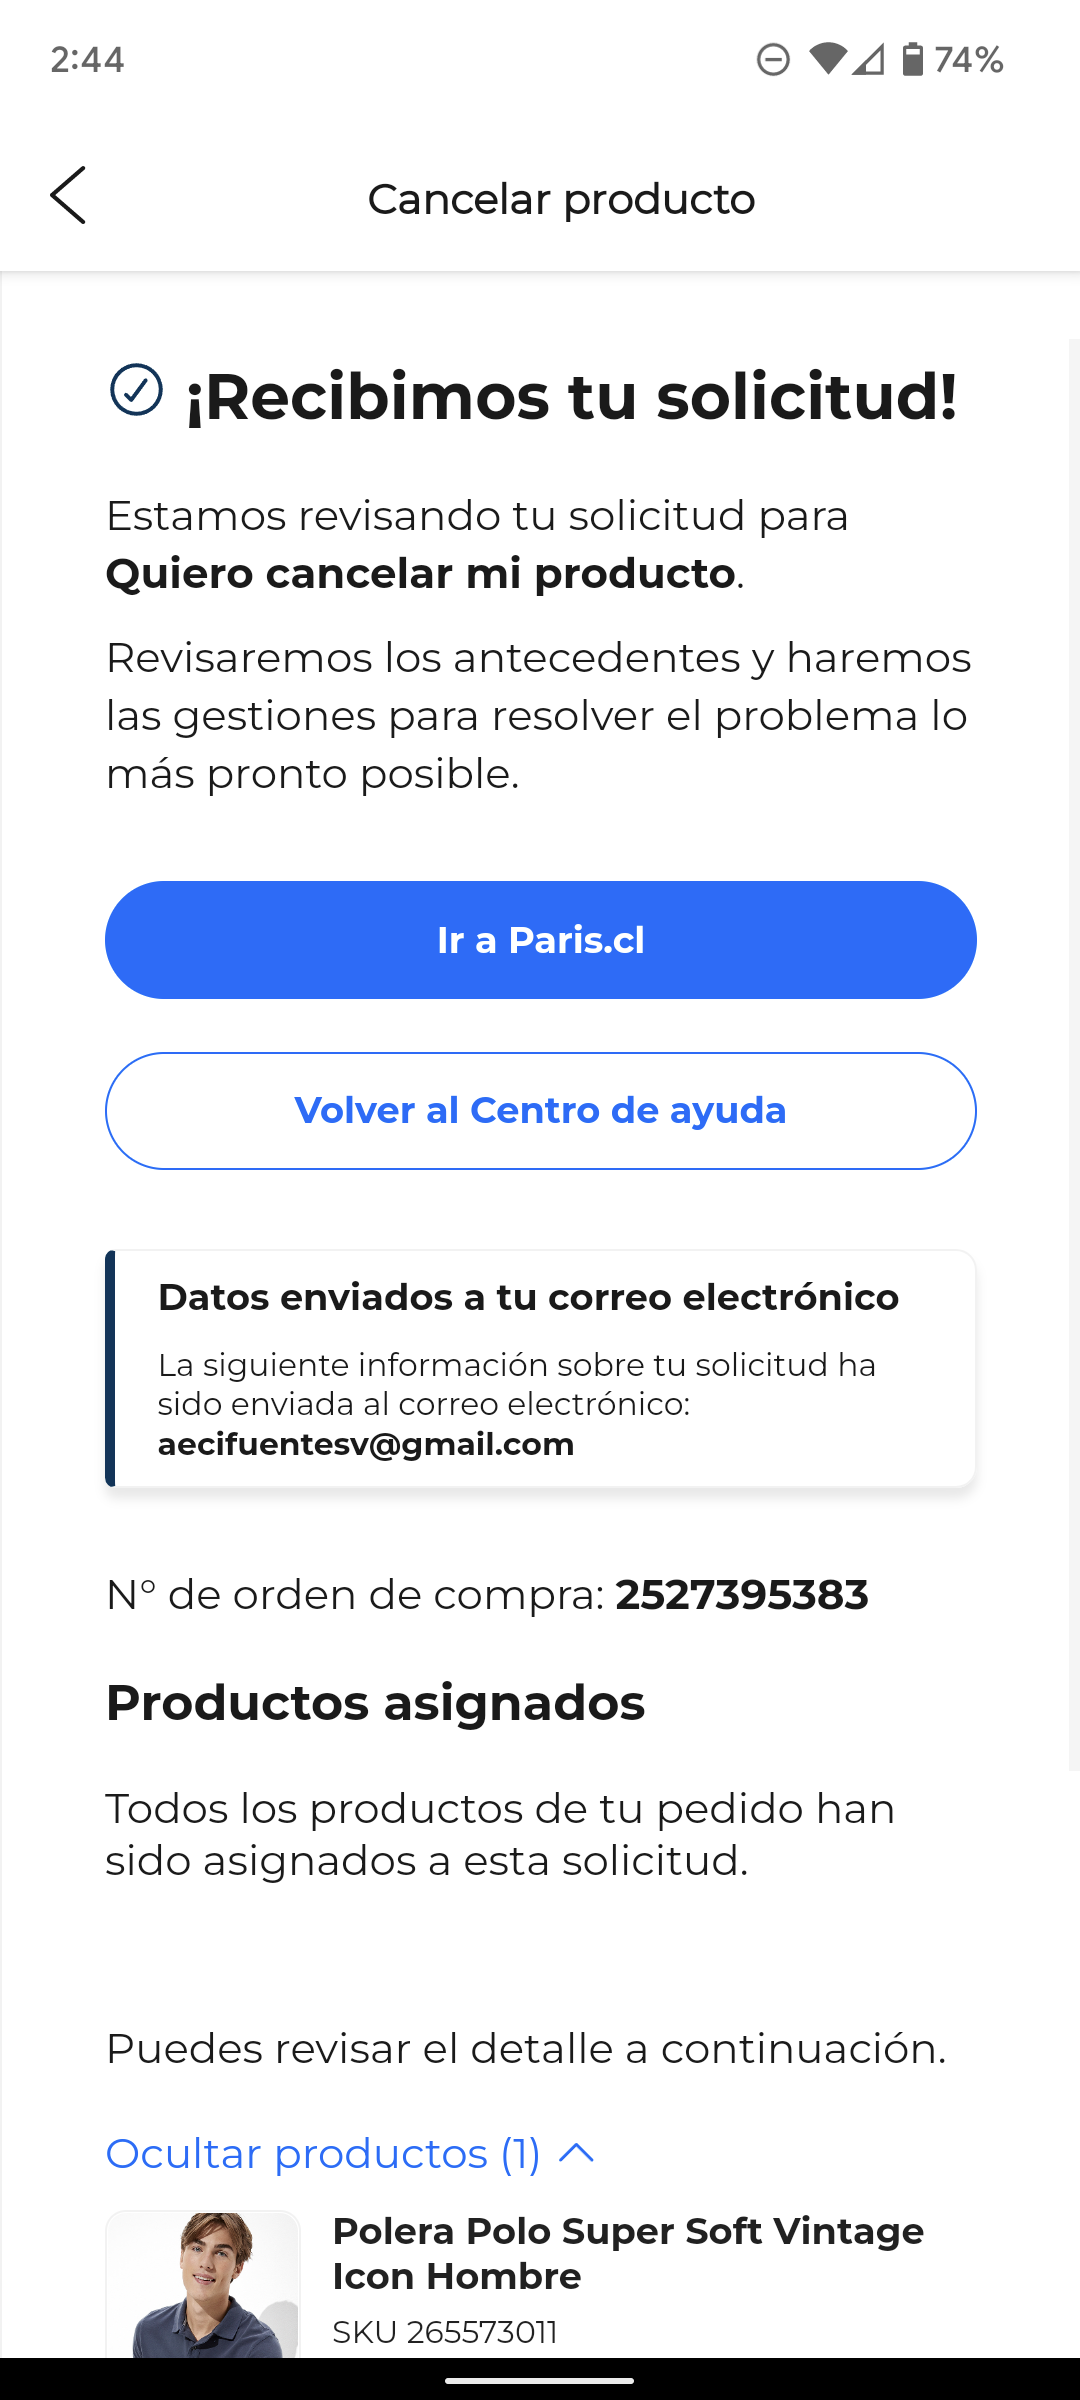 2:44
74%
Cancelar producto
¡Recibimos tu solicitud!
Estamos revisando tu solicitud para
Quiero cancelar mi producto.
Revisaremos los antecedentes y haremos
las gestiones para resolver el problema lo
más pronto posible.
Ir a Paris.cl
Volver al Centro de ayuda
Datos enviados a tu correo electrónico
La siguiente información sobre tu solicitud ha
sido enviada al correo electrónico:
aecifuentesv@gmail.com
N° de orden de compra: 2527395383
Productos asignados
Todos los productos de tu pedido han
sido asignados a esta solicitud.
Puedes revisar el detalle a continuación.
Ocultar productos (1)
Polera Polo Super Soft Vintage
Icon Hombre
SKU 265573011